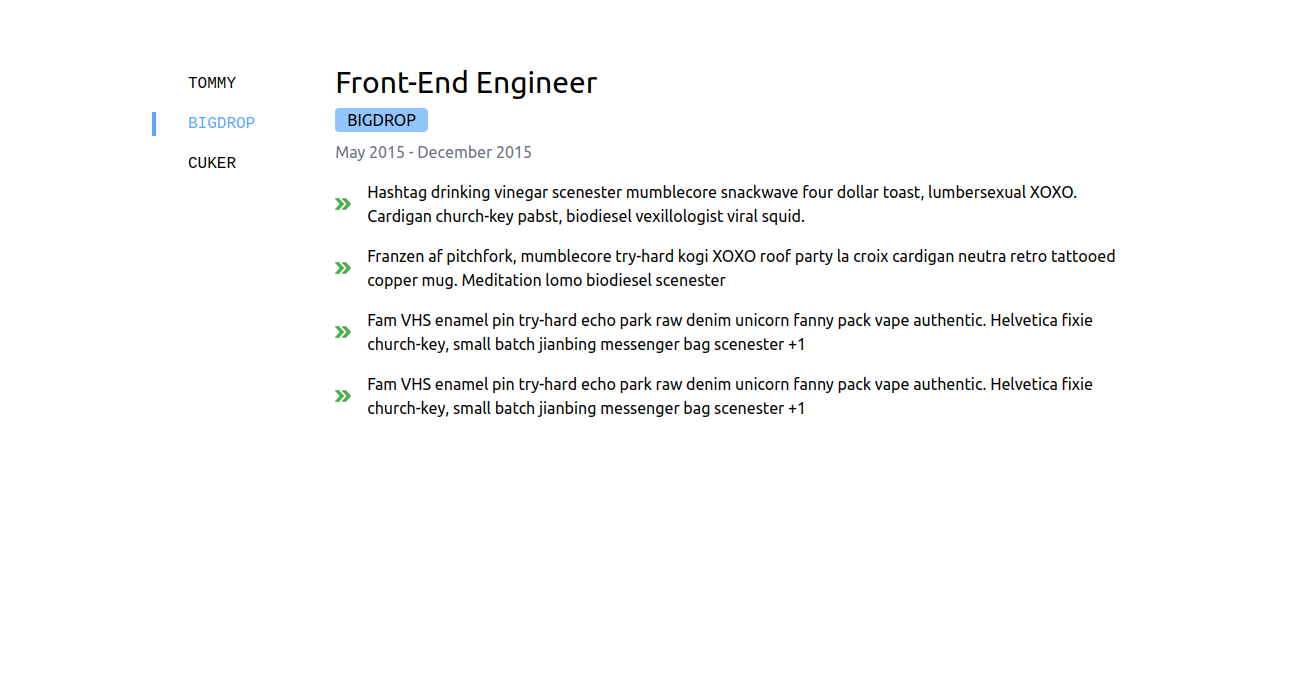 TOMMY
BIGDROP
CUKER
Front-End Engineer
BIGDROP
May 2015 - December 2015
Hashtag drinking vinegar scenester mumblecore snackwave four dollar toast, lumbersexual XOXO.
Cardigan church-key pabst, biodiesel vexillologist viral squid.
Franzen af pitchfork, mumblecore try-hard kogi XOXO roof party la croix cardigan neutra retro tattooed
copper mug. Meditation lomo biodiesel scenester
Fam VHS enamel pin try-hard echo park raw denim unicorn fanny pack vape authentic. Helvetica fixie
church-key, small batch jianbing messenger bag scenester +1
Fam VHS enamel pin try-hard echo park raw denim unicorn fanny pack vape authentic. Helvetica fixie
church-key, small batch jianbing messenger bag scenester +1